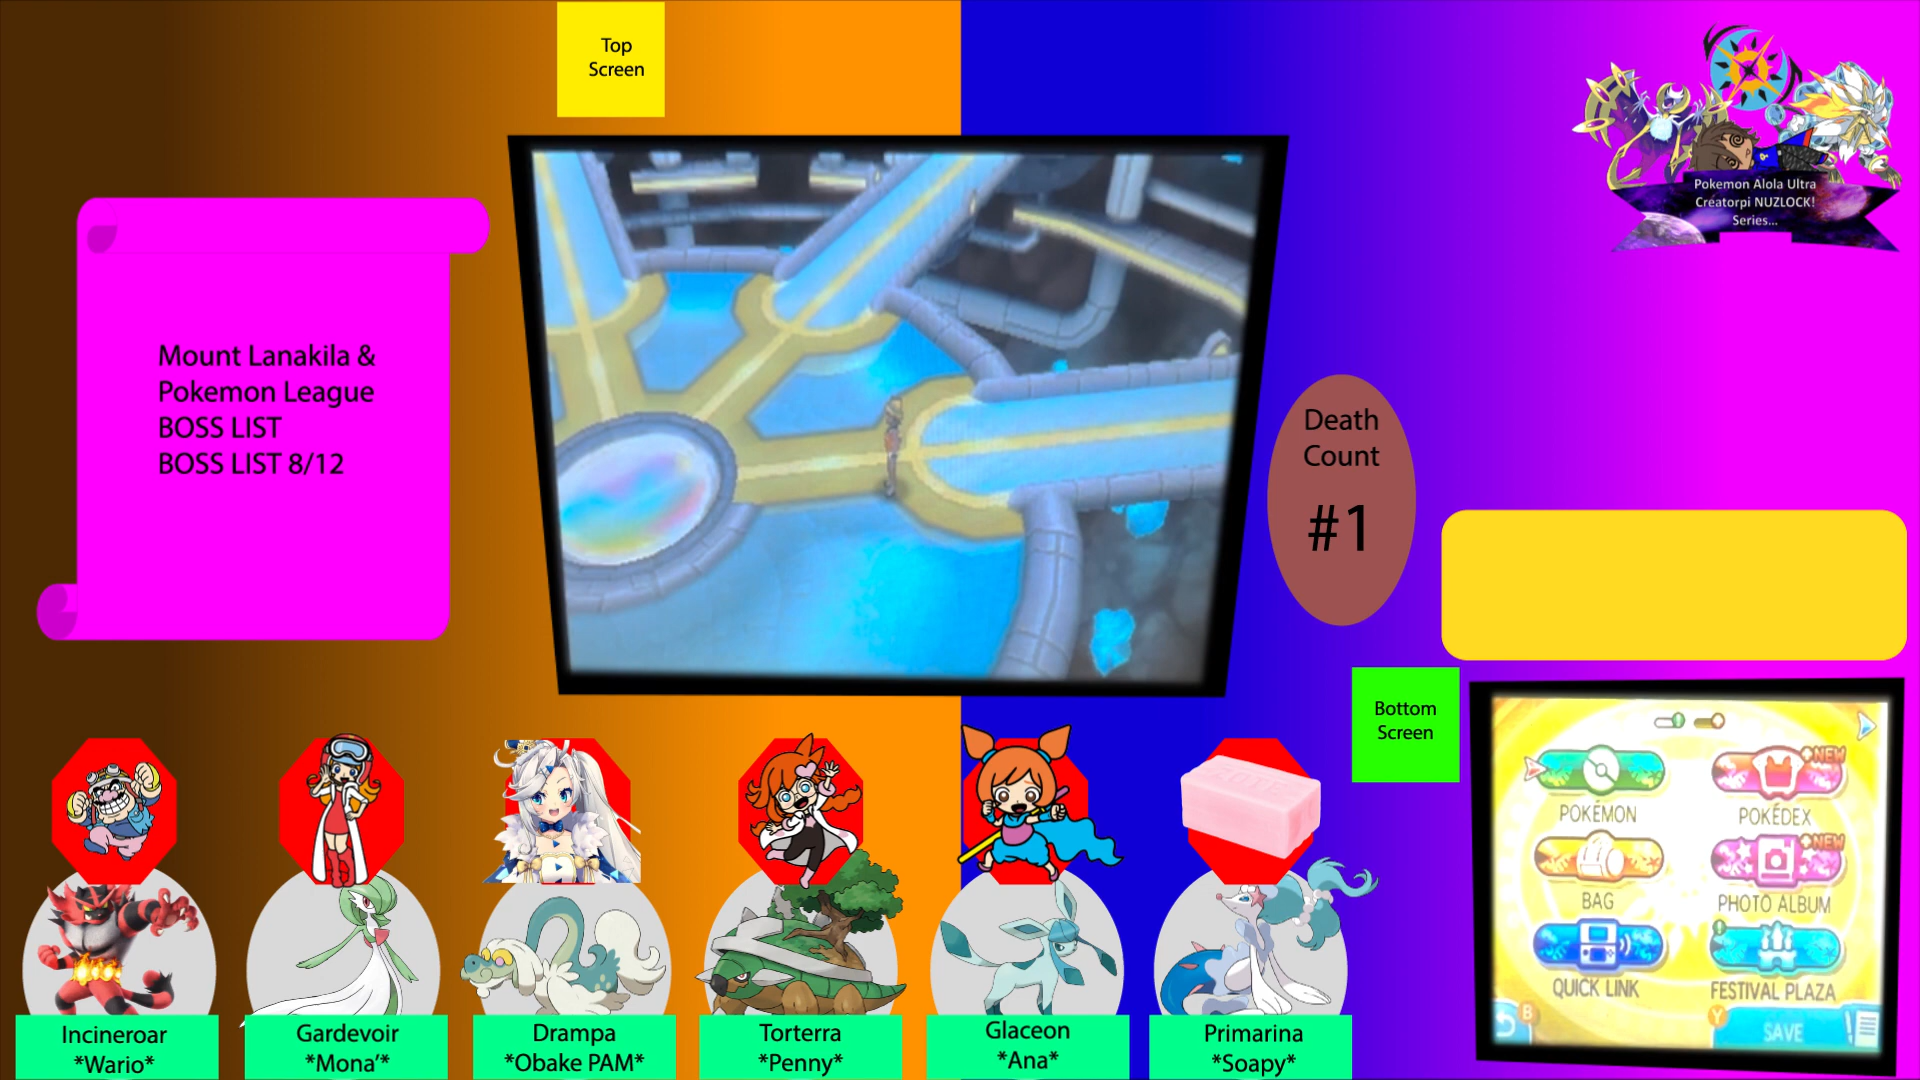 Top
Screen
Pokemon Alola Ultra
Creatorpi NUZLOCK!
Series...
Mount Lanakila &
Pokemon League
BOSS LIST
BOSS LIST 8/12
Death
Count
#1
Bottom
Screen
NEW
POKÉMON
POKÉDEX
NEW
BAG
PHOTO ALBUM
QUICK LINK
FESTIVAL PLAZA
B
Y
SAVE
Incineroar
*Wario*
Gardevoir
*Mona’*
Drampa
*Obake PAM*
Torterra
*Penny*
Glaceon
*Ana*
Primarina
*Soapy*